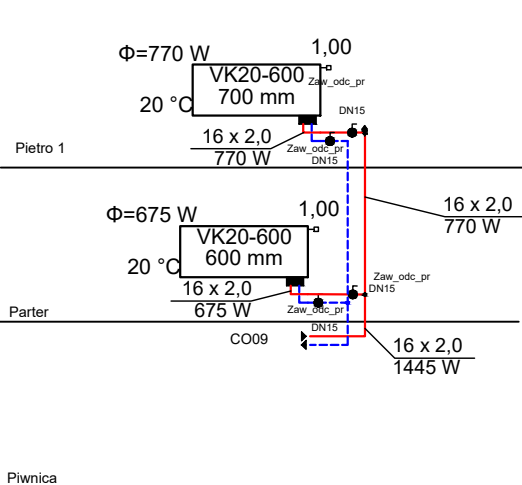 Φ=770 W
1,00
VK20-600
700 mm
Zaw_odc_pr
20 °C
DN15
16 x 2,0
770 W
Zaw_odc_pr
DN15
Pietro 1
16 x 2,0
770 W
Φ=675 W
1,00
VK20-600
600 mm
20 °C
Zaw_odc_pr
DN15
16 x 2,0
675 W
Zaw_odc_pr
Parter
DN15
CO09
16 x 2,0
1445 W
Piwnica